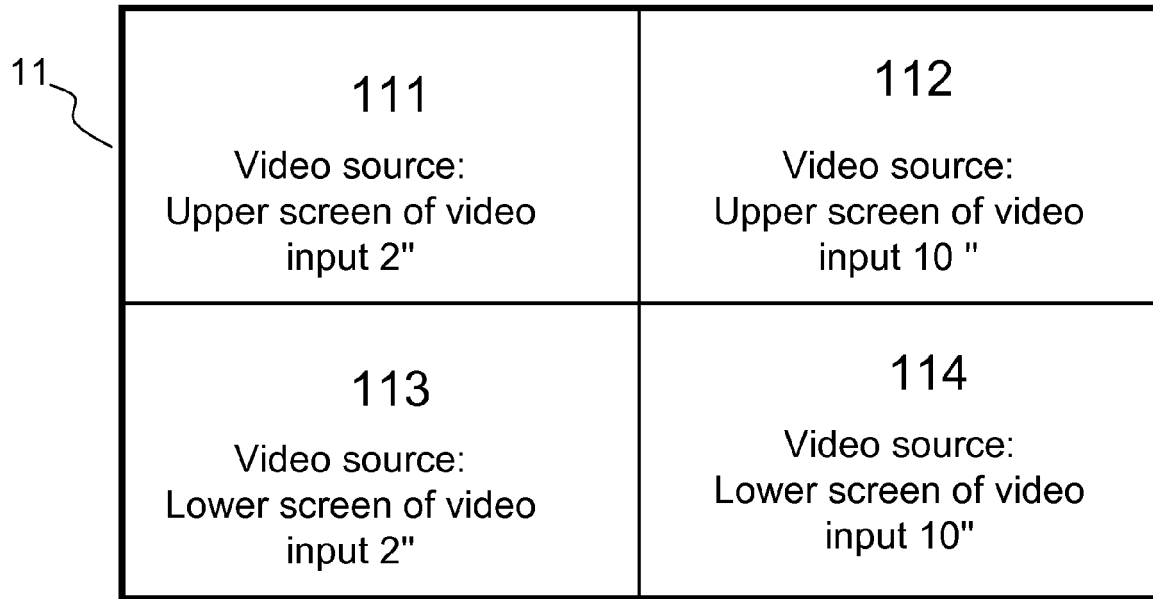 11
111
Video source:
Upper screen of video
input 2"
112
Video source:
Upper screen of video
input 10 "
113
Video source:
Lower screen of video
input 2"
114
Video source:
Lower screen of video
input 10"